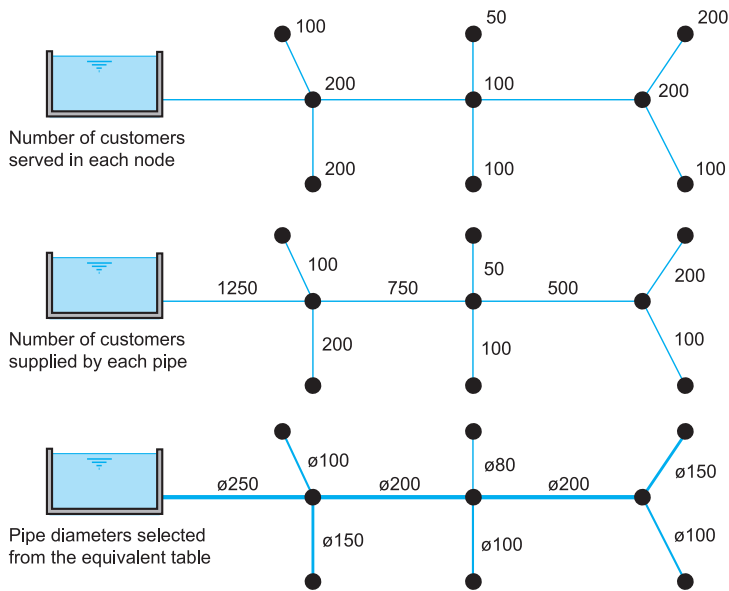 100
50
200
200
100
200
Number of customers
served in each node
200
100
100
100
50
200
1250
750
500
Number of customers
supplied by each pipe
200
100
100
ø100
ø80
ø150
ø250
ø200
ø200
Pipe diameters selected
from the equivalent table
ø150
ø100
ø100